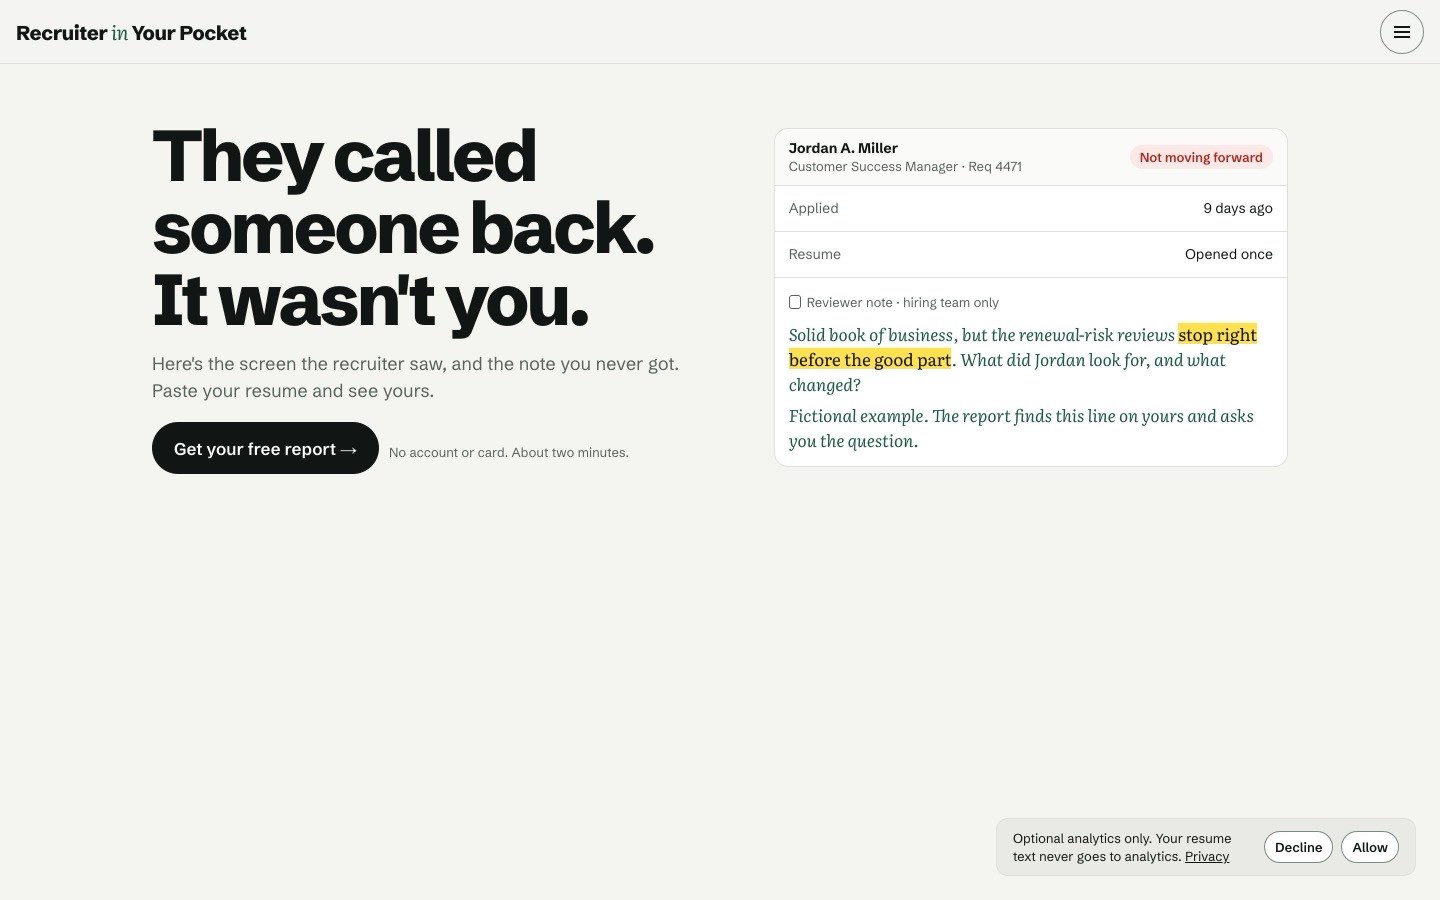 Recruiter in Your Pocket
They called
someone back.
It wasn't you.
Here's the screen the recruiter saw, and the note you never got.
Paste your resume and see yours.
Get your free report →
No account or card. About two minutes.
Jordan A. Miller
Customer Success Manager · Req 4471
Not moving forward
Applied
9 days ago
Resume
Opened once
Reviewer note · hiring team only
Solid book of business, but the renewal-risk reviews stop right
before the good part. What did Jordan look for, and what
changed?
Fictional example. The report finds this line on yours and asks
you the question.
Optional analytics only. Your resume
text never goes to analytics. Privacy
Decline
Allow